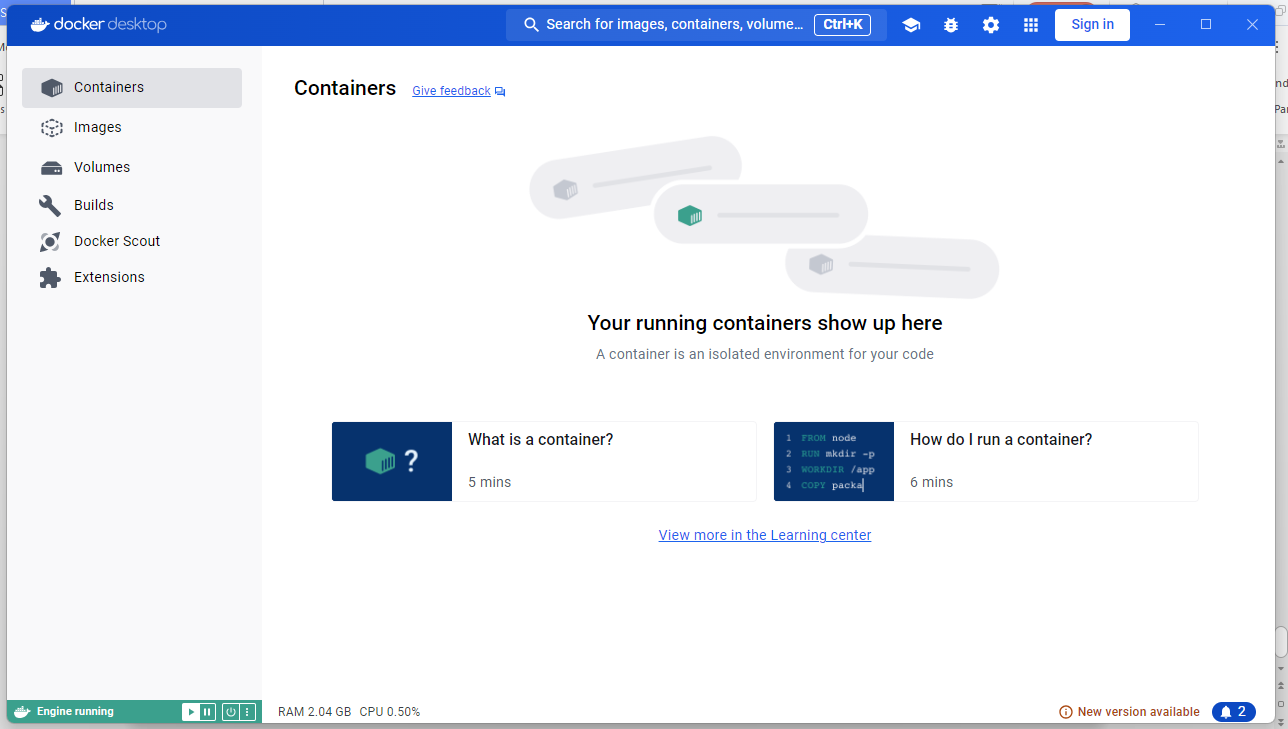 docker desktop
Search for images, containers, volume... Ctrl+K
Sign in
Containers
Images
Volumes
Builds
Docker Scout
Extensions
Containers
Give feedback
Your running containers show up here
A container is an isolated environment for your code
?
What is a container?
5 mins
1 FROM node
2 RUN mkdir -p
3 WORKDIR /app
4 COPY packa
How do I run a container?
6 mins
View more in the Learning center
Engine running
RAM 2.04 GB CPU 0.50%
New version available
2